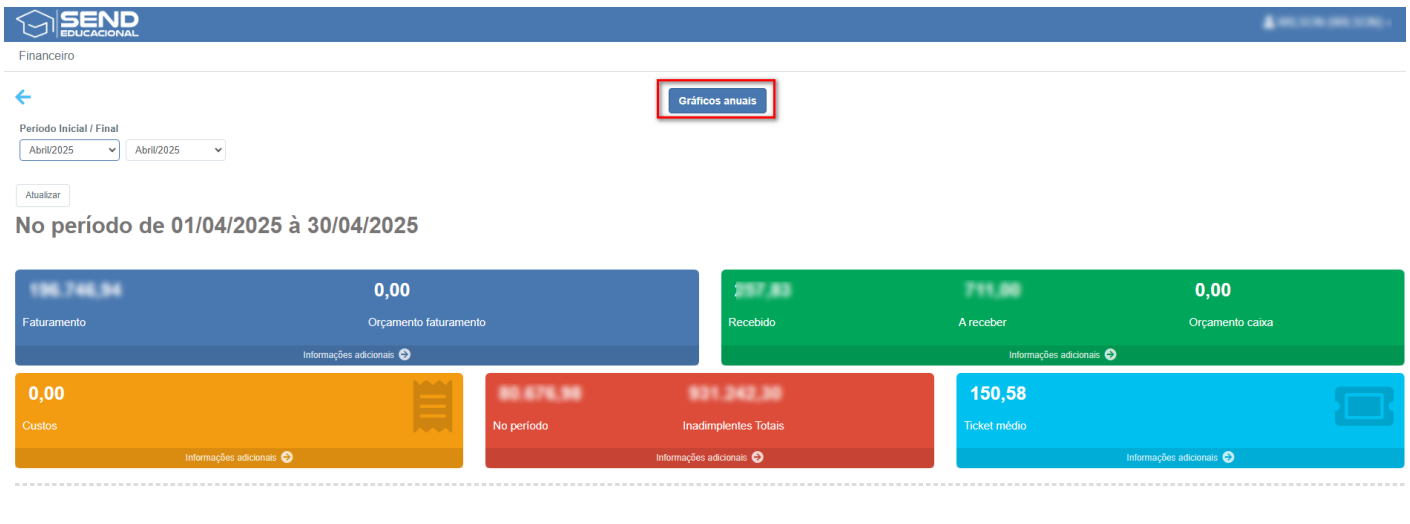 SEND
EDUCACIONAL
Financeiro
Gráficos anuais
Período Inicial / Final
Abril/2025 Abril/2025
Atualizar
No período de 01/04/2025 à 30/04/2025
0,00
Faturamento Orçamento faturamento
Informações adicionais
0,00
Recebido A receber Orçamento caixa
Informações adicionais
0,00
Custos
Informações adicionais
No período Inadimplentes Totais
Informações adicionais
150,58
Ticket médio
Informações adicionais